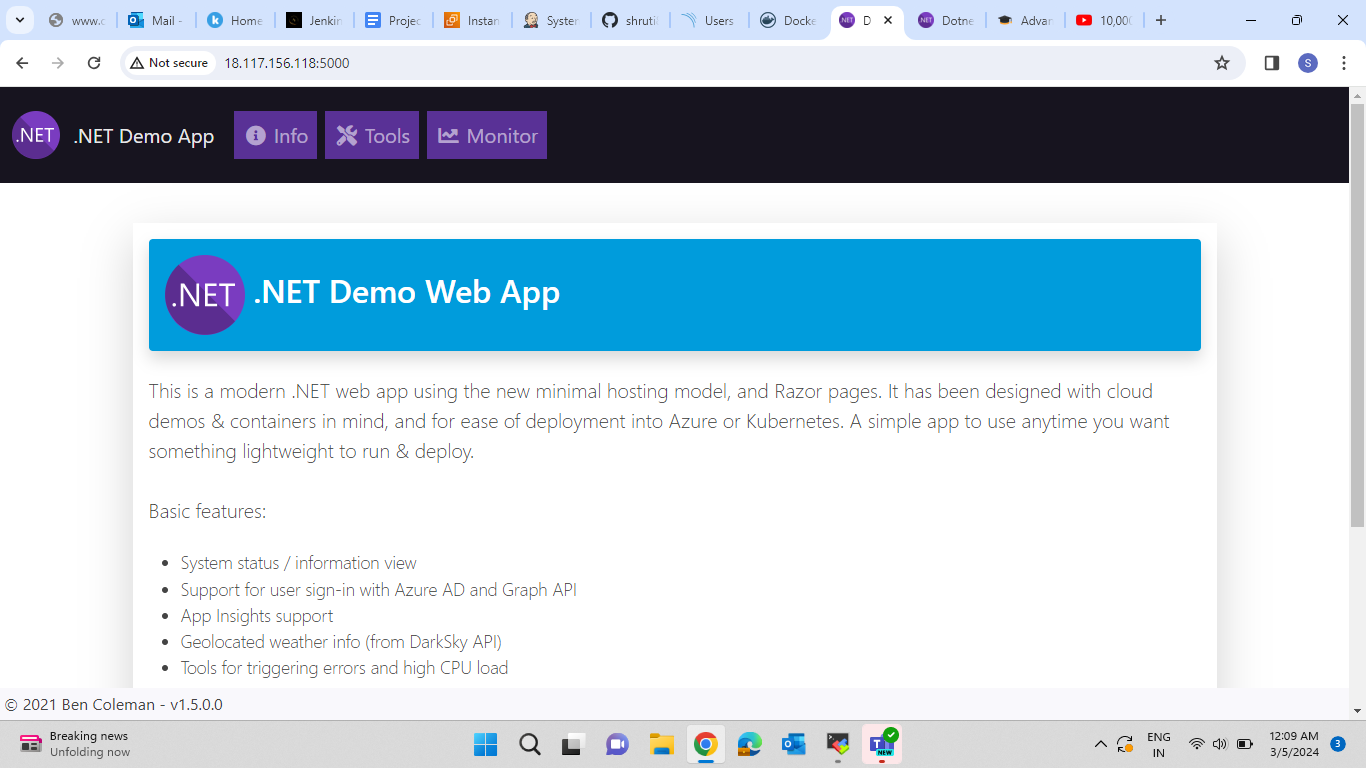 www.c
Mail -
Home
Jenkin
Projec
Instan
System
shruti
Users
Docke
D
Dotne
Advar
10,00
Not secure
18.117.156.118:5000
S
.NET
.NET Demo App
Info
Tools
Monitor
.NET
.NET Demo Web App
This is a modern .NET web app using the new minimal hosting model, and Razor pages. It has been designed with cloud
demos & containers in mind, and for ease of deployment into Azure or Kubernetes. A simple app to use anytime you want
something lightweight to run & deploy.
Basic features:
System status / information view
Support for user sign-in with Azure AD and Graph API
App Insights support
Geolocated weather info (from DarkSky API)
Tools for triggering errors and high CPU load
© 2021 Ben Coleman - v1.5.0.0
Breaking news
Unfolding now
ENG
IN
12:09 AM
3/5/2024
3